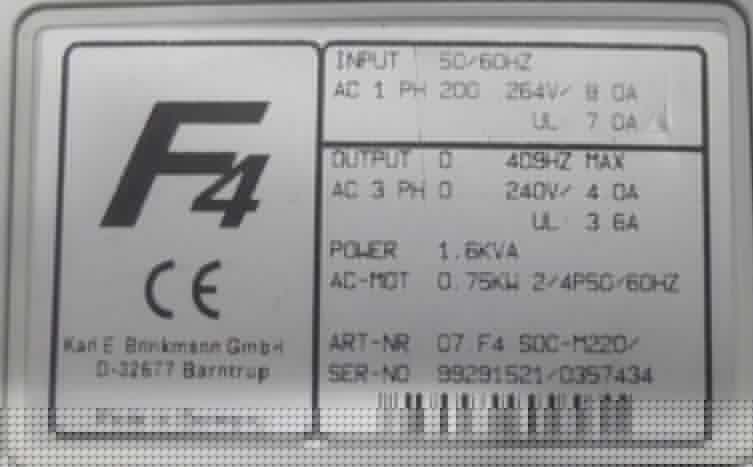 F4
CE
Karl E. Brinkmann GmbH
D-32677 Barntrup
INPUT 50/60HZ
AC 1 PH 200 264V/ 8.0A
UL: 7.0A
OUTPUT 0 409HZ MAX
AC 3 PH 0 240V/ 4.0A
UL: 3.6A
POWER 1.6KVA
AC-MOT 0.75KW 2/4P50/60HZ
ART-NR 07.F4.S0C-M220/
SER-NO 99291521/0357434